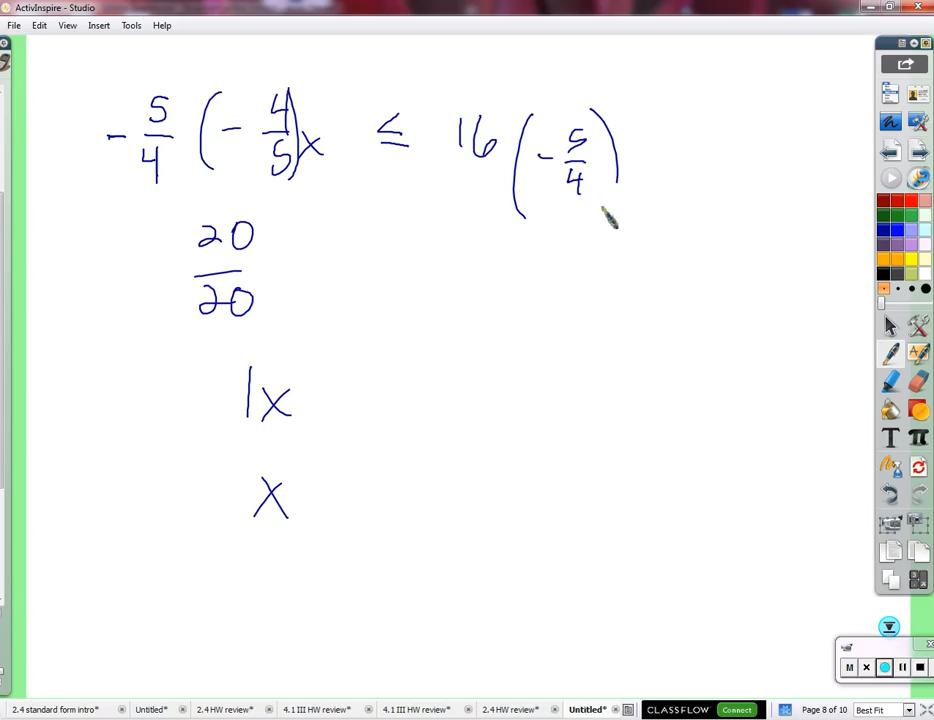 ActivInspire - Studio
File Edit View Insert Tools Help
-5/4 (-4/5)x ≤ 16 (-5/4)
20/20
1x
x
M
2.4 standard form intro* Untitled* 2.4 HW review* 4.1 III HW review* 4.1 HW review* 2.4 HW review* Untitled* CLASSFLOW Connect Page 8 of 10 Best Fit